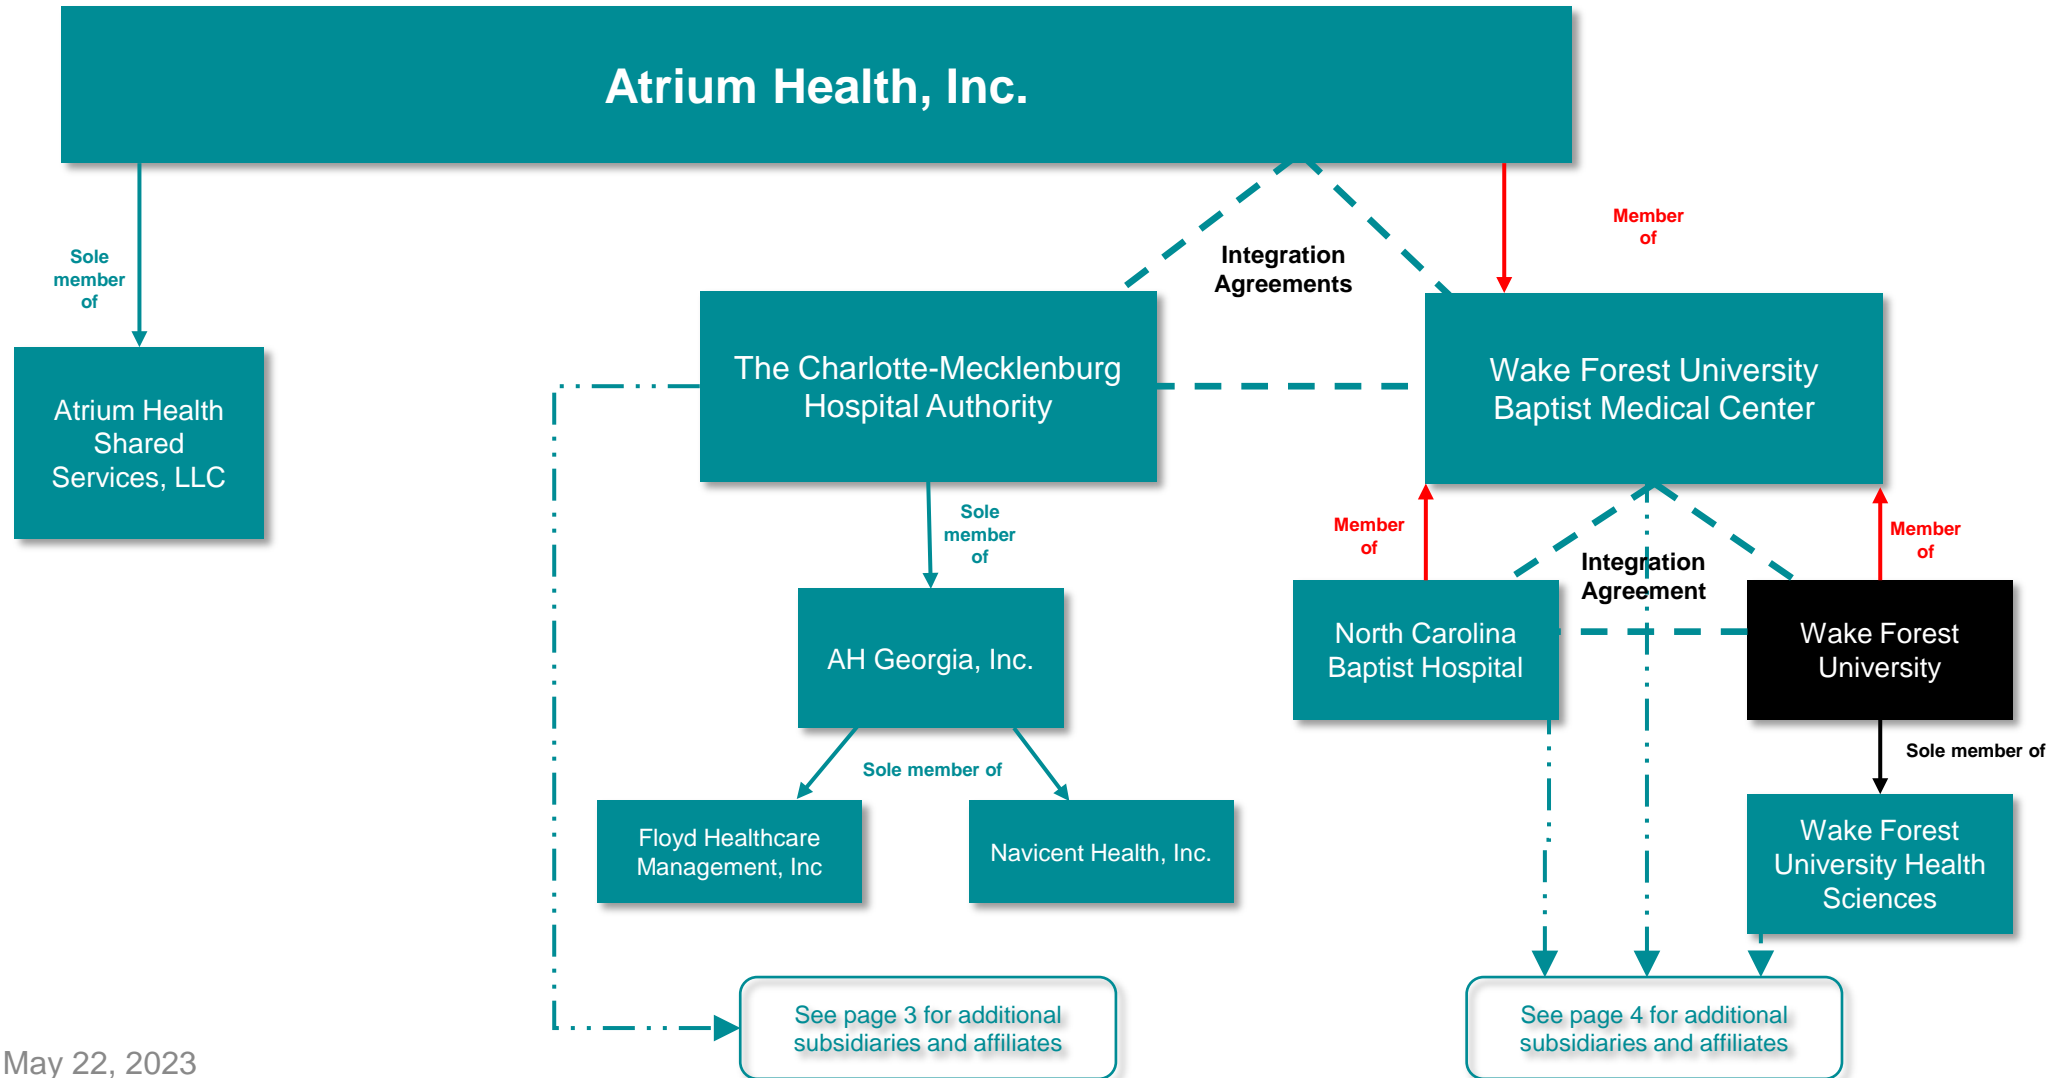 Atrium Health, Inc.
Sole
member
of
Integration
Agreements
Member
of
Atrium Health
Shared
Services, LLC
The Charlotte-Mecklenburg
Hospital Authority
Wake Forest University
Baptist Medical Center
Sole
member
of
Member
of
Integration
Agreement
Member
of
AH Georgia, Inc.
North Carolina
Baptist Hospital
Wake Forest
University
Sole member of
Sole member of
Floyd Healthcare
Management, Inc
Navicent Health, Inc.
Wake Forest
University Health
Sciences
See page 3 for additional
subsidiaries and affiliates
See page 4 for additional
subsidiaries and affiliates
May 22, 2023